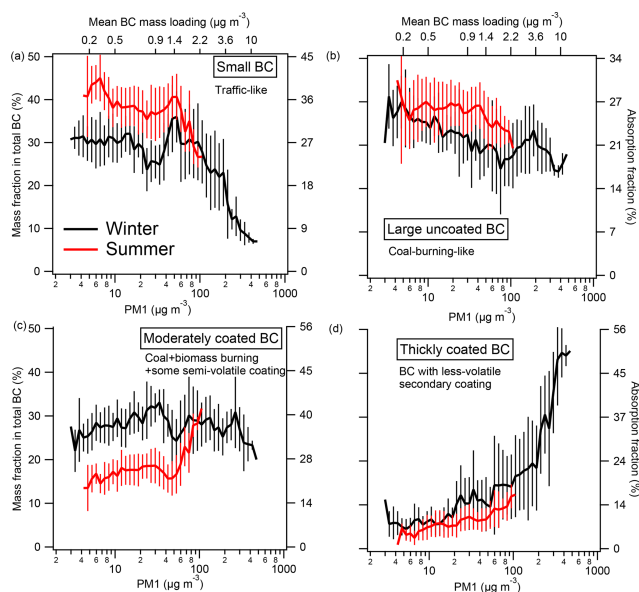 Mean BC mass loading (µg m⁻³)
0.2 0.5 0.9 1.4 2.2 3.6 10
(a)
50
40
30
20
10
0
Mass fraction in total BC (%)
Small BC
Traffic-like
Winter
Summer
45
36
27
18
9
0
2 4 6 8 10 2 4 6 8 100 2 4 6 8 1000
PM1 (µg m⁻³)
Mean BC mass loading (µg m⁻³)
0.2 0.5 0.9 1.4 2.2 3.6 10
(b)
Large uncoated BC
Coal-burning-like
34
27
21
14
7
0
Absorption fraction (%)
2 4 6 8 10 2 4 6 8 100 2 4 6 8 1000
PM1 (µg m⁻³)
(c)
50
40
30
20
10
0
Mass fraction in total BC (%)
Moderately coated BC
Coal+biomass burning
+some semi-volatile coating
56
42
28
14
0
2 4 6 8 10 2 4 6 8 100 2 4 6 8 1000
PM1 (µg m⁻³)
(d)
Thickly coated BC
BC with less-volatile
secondary coating
56
47
37
24
14
0
Absorption fraction (%)
2 4 6 8 10 2 4 6 8 100 2 4 6 8 1000
PM1 (µg m⁻³)